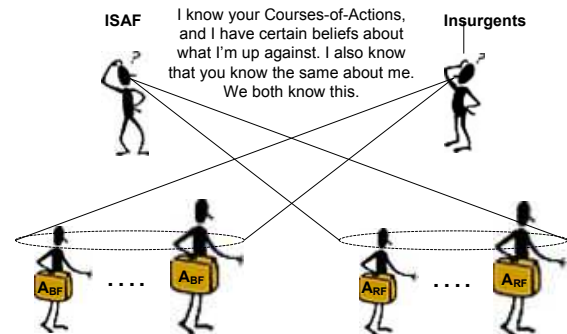 ISAF
I know your Courses-of-Actions,
and I have certain beliefs about
what I'm up against. I also know
that you know the same about me.
We both know this.
Insurgents
?
?
ABF
....
ABF
ARF
....
ARF